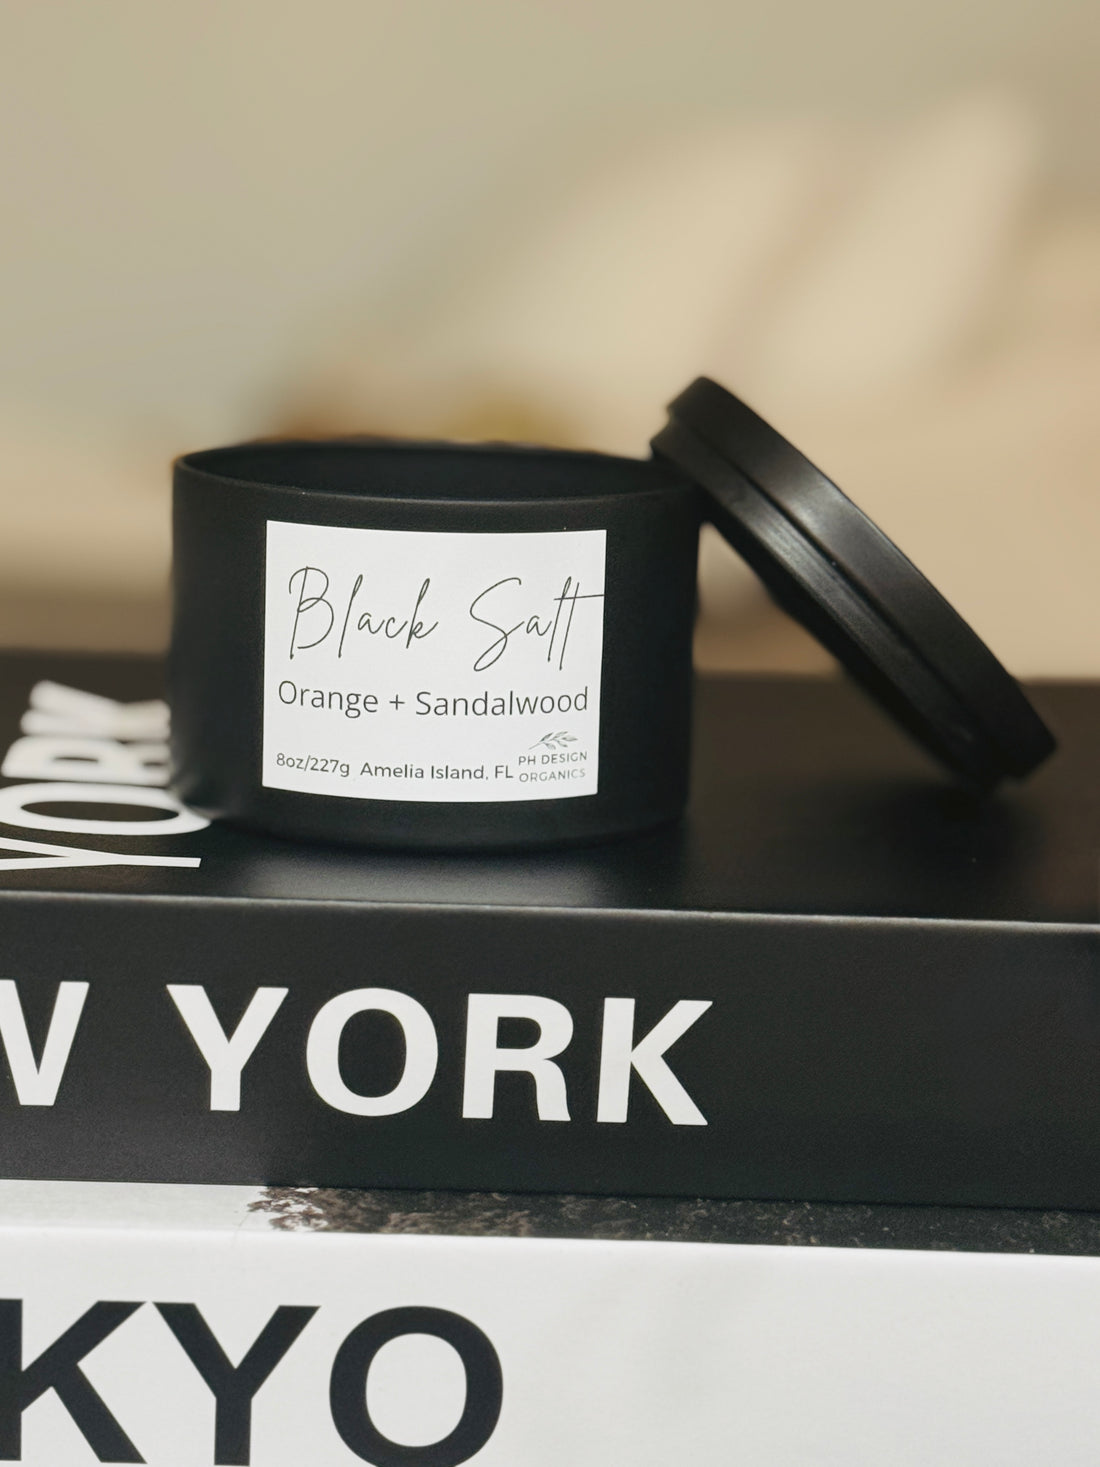 Black Salt
Orange + Sandalwood
8oz/227g Amelia Island, FL
PH DESIGN
ORGANICS
YORK
W YORK
KYO